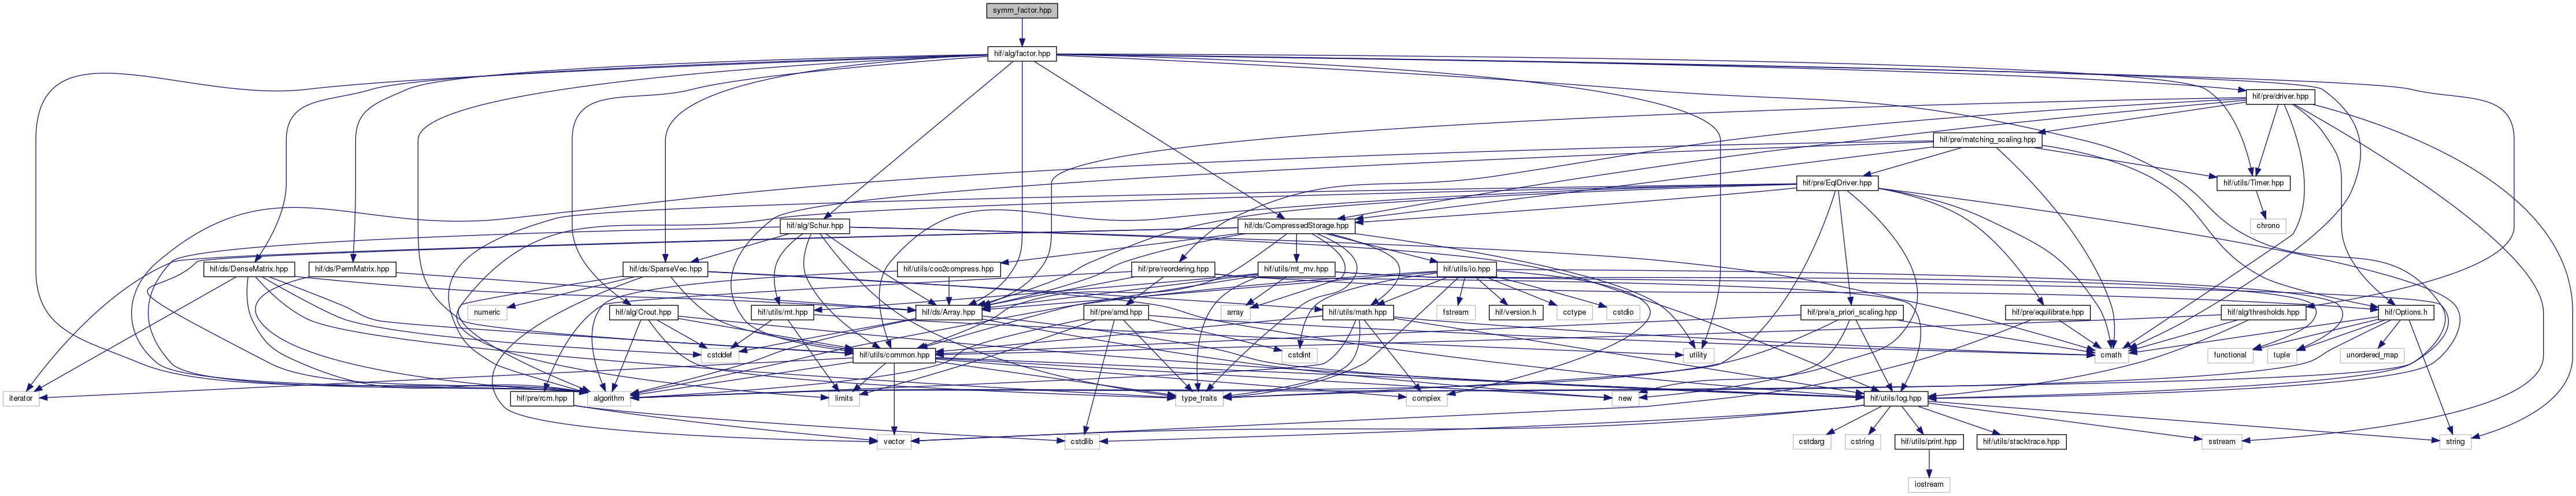 symm_factor.hpp
hif/alg/factor.hpp
hif/pre/driver.hpp
hif/pre/matching_scaling.hpp
hif/pre/EqlDriver.hpp
hif/utils/Timer.hpp
hif/alg/Schur.hpp
hif/ds/CompressedStorage.hpp
chrono
hif/ds/DenseMatrix.hpp
hif/ds/PermMatrix.hpp
hif/ds/SparseVec.hpp
hif/utils/coo2compress.hpp
hif/pre/reordering.hpp
hif/utils/mt_mv.hpp
hif/utils/io.hpp
numeric
hif/alg/Crout.hpp
hif/utils/mt.hpp
hif/ds/Array.hpp
hif/pre/amd.hpp
array
hif/utils/math.hpp
fstream
hif/version.h
cctype
cstdio
hif/pre/a_priori_scaling.hpp
hif/pre/equilibrate.hpp
hif/alg/thresholds.hpp
hif/Options.h
cstddef
hif/utils/common.hpp
cstdint
utility
cmath
functional
tuple
unordered_map
iterator
hif/pre/rcm.hpp
algorithm
limits
type_traits
complex
new
hif/utils/log.hpp
vector
cstdlib
cstdarg
cstring
hif/utils/print.hpp
hif/utils/stacktrace.hpp
sstream
string
iostream